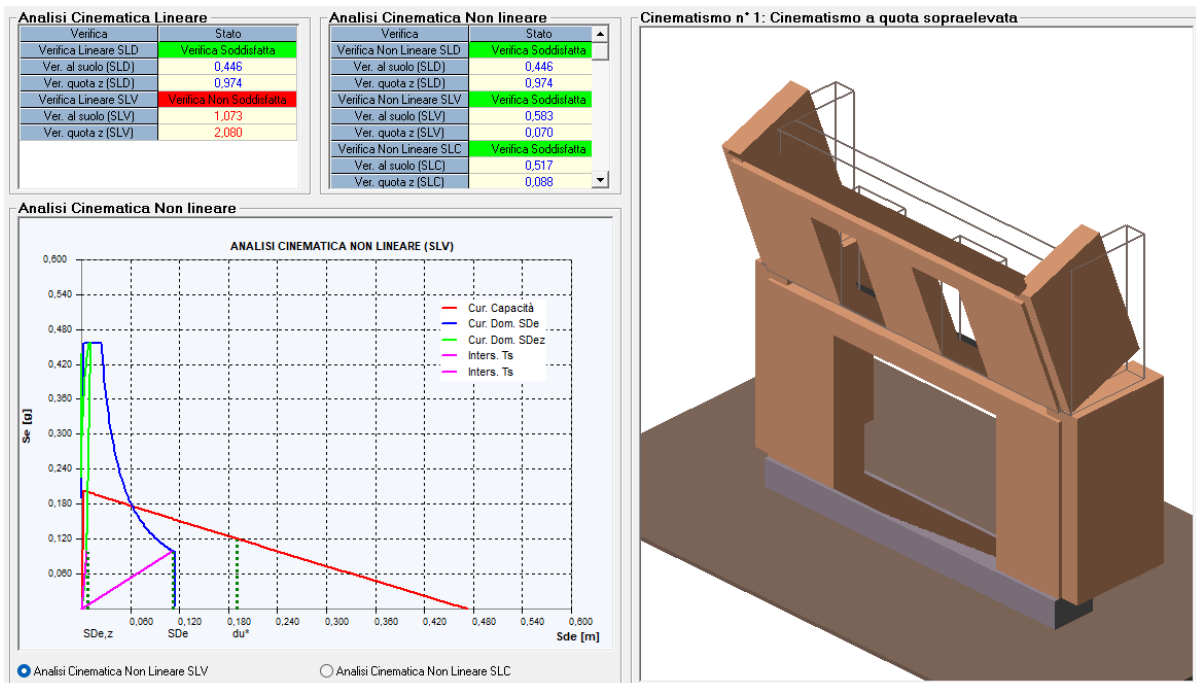 Analisi Cinematica Lineare
Verifica Stato
Verifica Lineare SLD Verifica Soddisfatta
Ver. al suolo (SLD) 0,446
Ver. quota z (SLD) 0,974
Verifica Lineare SLV Verifica Non Soddisfatta
Ver. al suolo (SLV) 1,073
Ver. quota z (SLV) 2,080
Analisi Cinematica Non lineare
Verifica Stato
Verifica Non Lineare SLD Verifica Soddisfatta
Ver. al suolo (SLD) 0,446
Ver. quota z (SLD) 0,974
Verifica Non Lineare SLV Verifica Soddisfatta
Ver. al suolo (SLV) 0,583
Ver. quota z (SLV) 0,070
Verifica Non Lineare SLC Verifica Soddisfatta
Ver. al suolo (SLC) 0,517
Ver. quota z (SLC) 0,088
Cinematismo n° 1: Cinematismo a quota sopraelevata
Analisi Cinematica Non lineare
ANALISI CINEMATICA NON LINEARE (SLV)
0,600
0,540
0,480
0,420
0,360
0,300
0,240
0,180
0,120
0,060
Se [g]
Cur. Capacità
Cur. Dom. SDe
Cur. Dom. SDez
Inters. Ts
Inters. Ts
0,060 0,120 0,180 0,240 0,300 0,360 0,420 0,480 0,540 0,600
SDe,z SDe du* Sde [m]
Analisi Cinematica Non Lineare SLV
Analisi Cinematica Non Lineare SLC